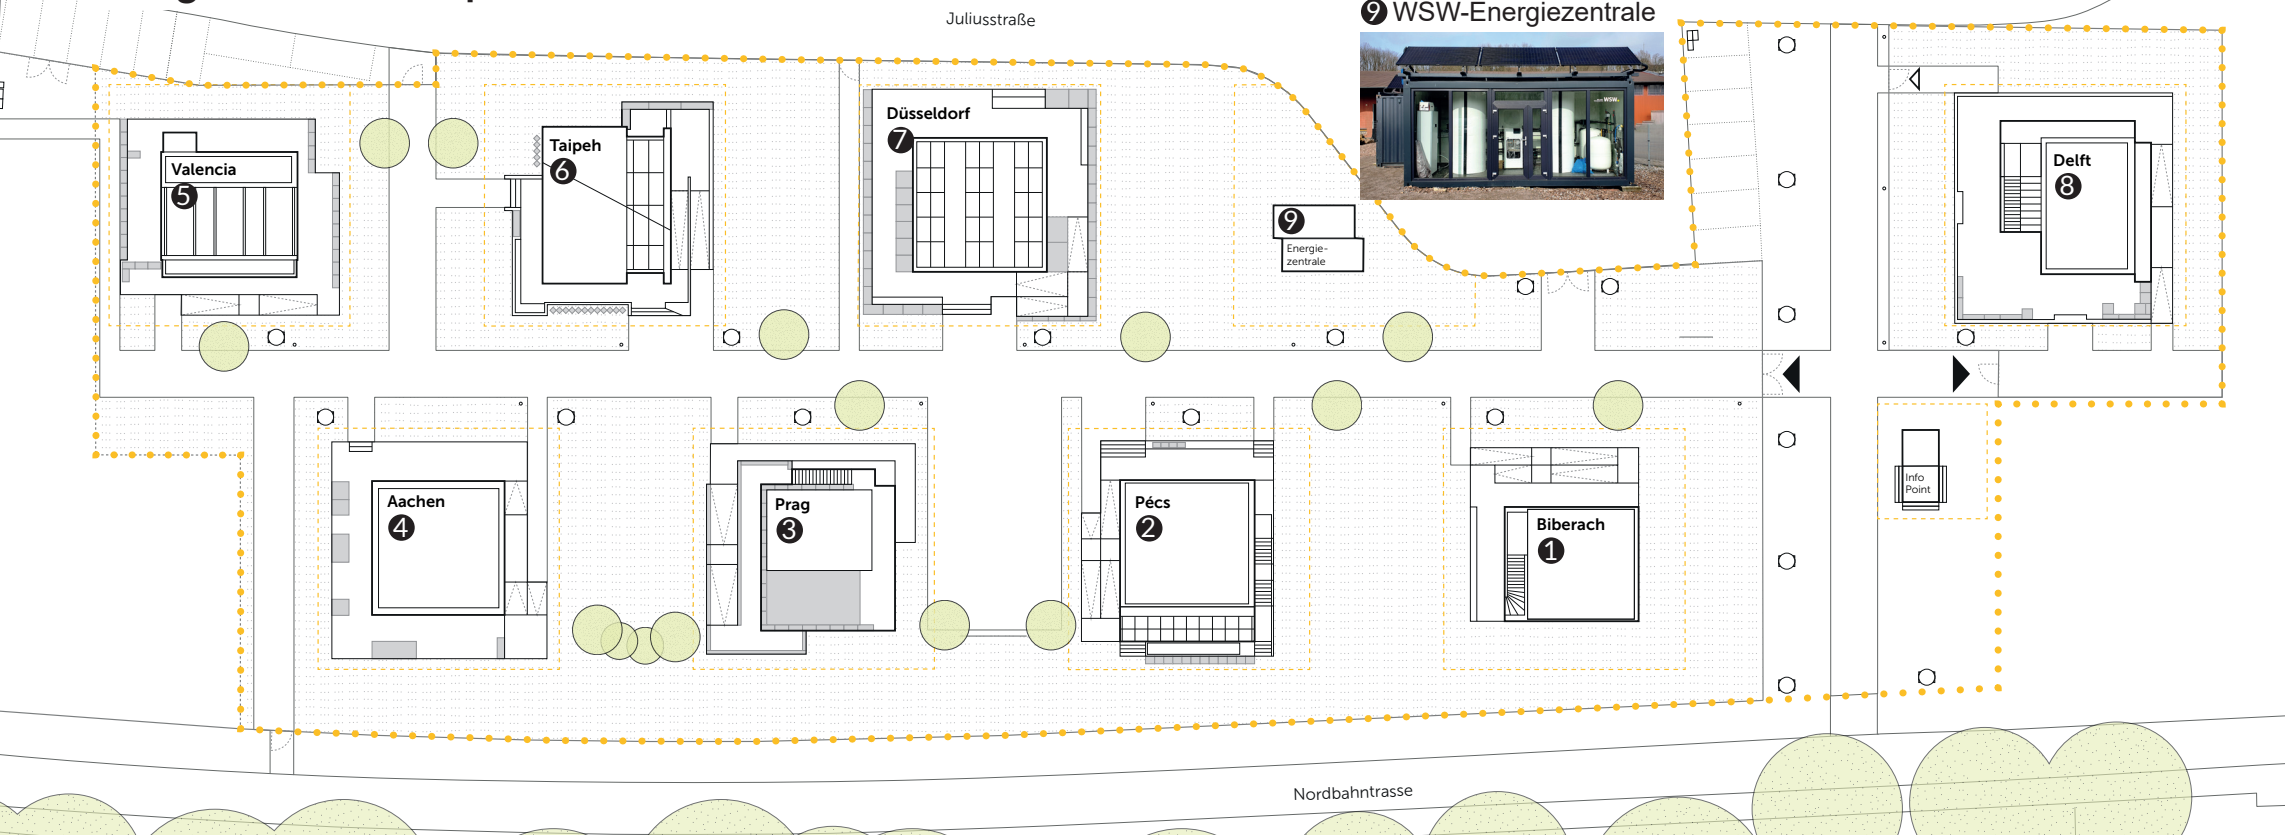 Juliusstraße
9 WSW-Energiezentrale
WSW
Valencia
5
Taipeh
6
Düsseldorf
7
9
Energie-
zentrale
Delft
8
Aachen
4
Prag
3
Pécs
2
Biberach
1
Info
Point
Nordbahntrasse